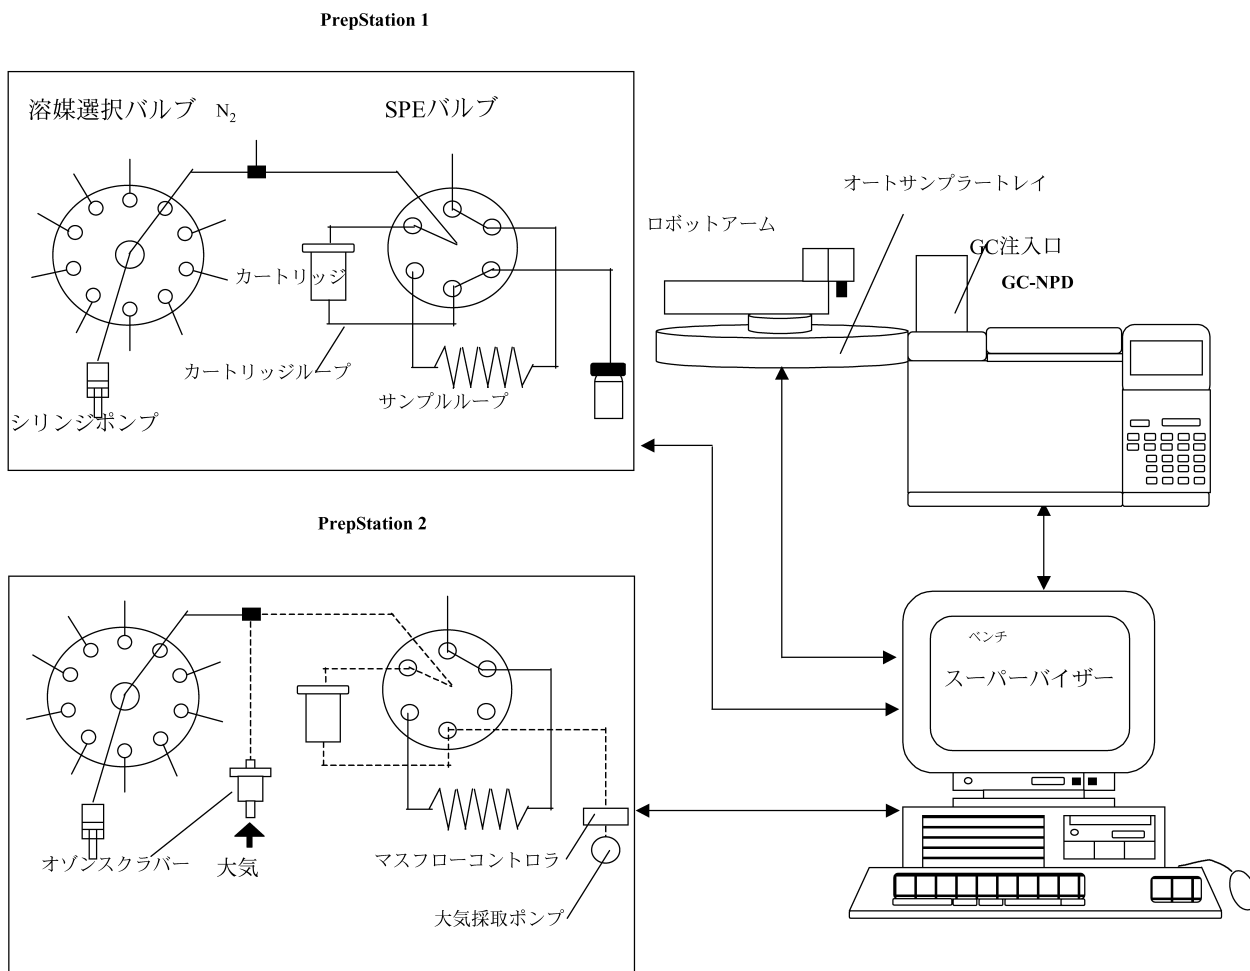 PrepStation 1
溶媒選択バルブ N2
SPEバルブ
オートサンプラートレイ
ロボットアーム
GC注入口
カートリッジ
GC-NPD
カートリッジループ
サンプルループ
シリンジポンプ
PrepStation 2
ベンチ
スーパーバイザー
オゾンスクラバー
大気
マスフローコントロラ
大気採取ポンプ